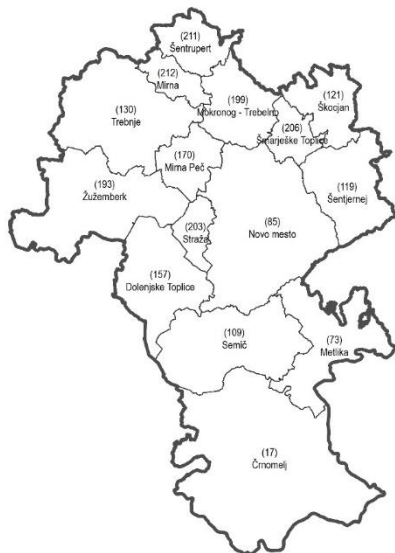 (211)
Šentrupert
(212)
Mirna
(121)
Škocjan
(199)
Mokronog - Trebelno
(130)
Trebnje
(206)
Šmarješke Toplice
(170)
Mirna Peč
(119)
Šentjernej
(193)
Žužemberk
(203)
Straža
(85)
Novo mesto
(157)
Dolenjske Toplice
(109)
Semič
(73)
Metlika
(17)
Črnomelj